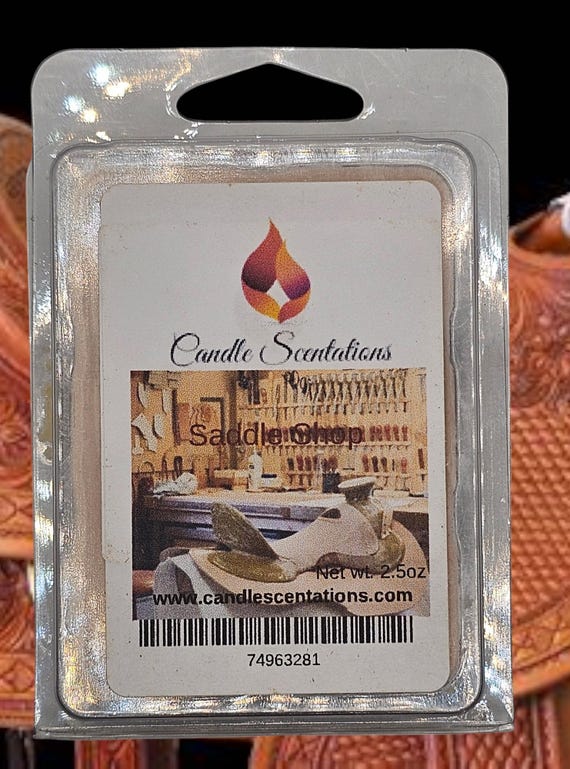 Candle Scentations
Saddle Shop
Net wt. 2.5oz
www.candlescentations.com
74963281